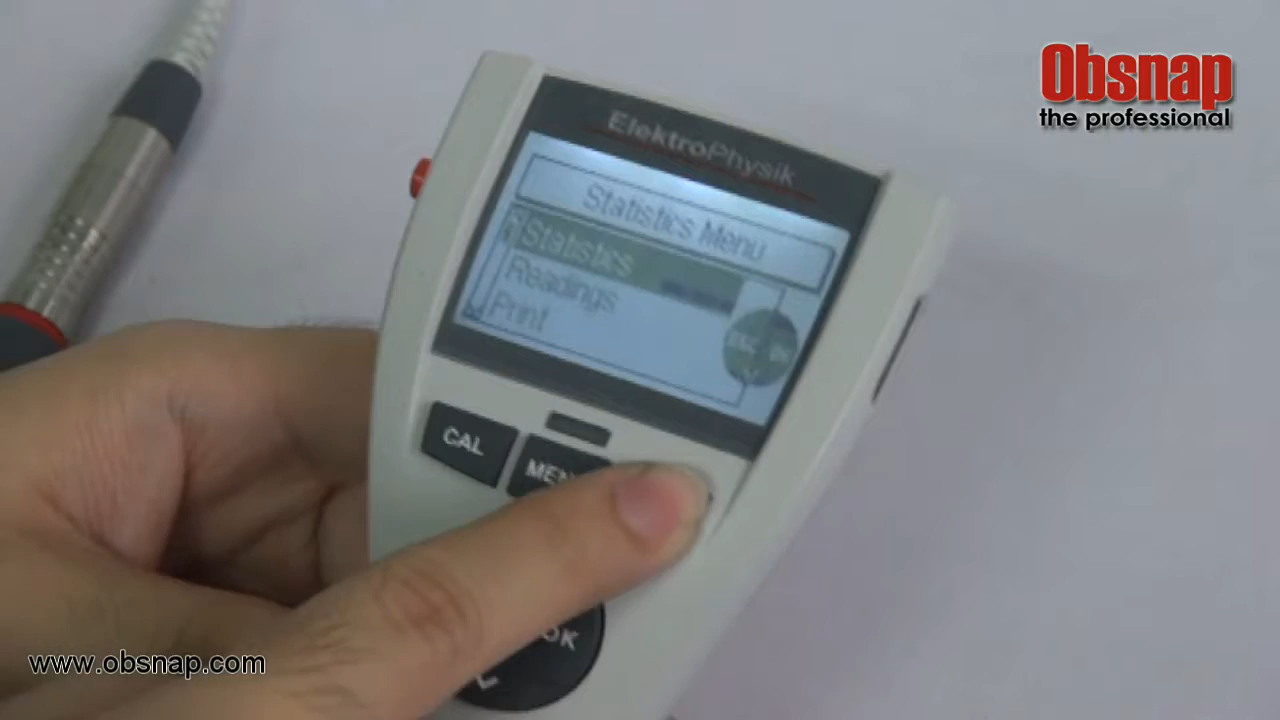 Obsnap
the professional
ElektroPhysik
Statistics Menu
Statistics
Readings
Print
CAL
OK
www.obsnap.com